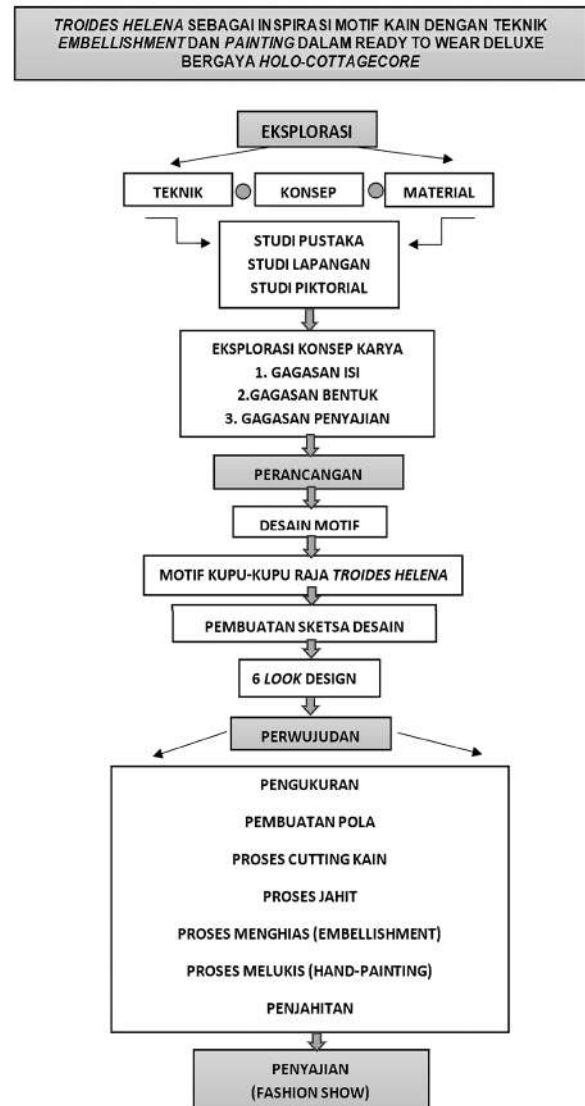 TROIDES HELENA SEBAGAI INSPIRASI MOTIF KAIN DENGAN TEKNIK
EMBELLISHMENT DAN PAINTING DALAM READY TO WEAR DELUXE
BERGAYA HOLO-COTTAGECORE
EKSPLORASI
TEKNIK
KONSEP
MATERIAL
STUDI PUSTAKA
STUDI LAPANGAN
STUDI PIKTORIAL
EKSPLORASI KONSEP KARYA
1. GAGASAN ISI
2.GAGASAN BENTUK
3. GAGASAN PENYAJIAN
PERANCANGAN
DESAIN MOTIF
MOTIF KUPU-KUPU RAJA TROIDES HELENA
PEMBUATAN SKETSA DESAIN
6 LOOK DESIGN
PERWUJUDAN
PENGUKURAN
PEMBUATAN POLA
PROSES CUTTING KAIN
PROSES JAHIT
PROSES MENGHIAS (EMBELLISHMENT)
PROSES MELUKIS (HAND-PAINTING)
PENJAHITAN
PENYAJIAN
(FASHION SHOW)